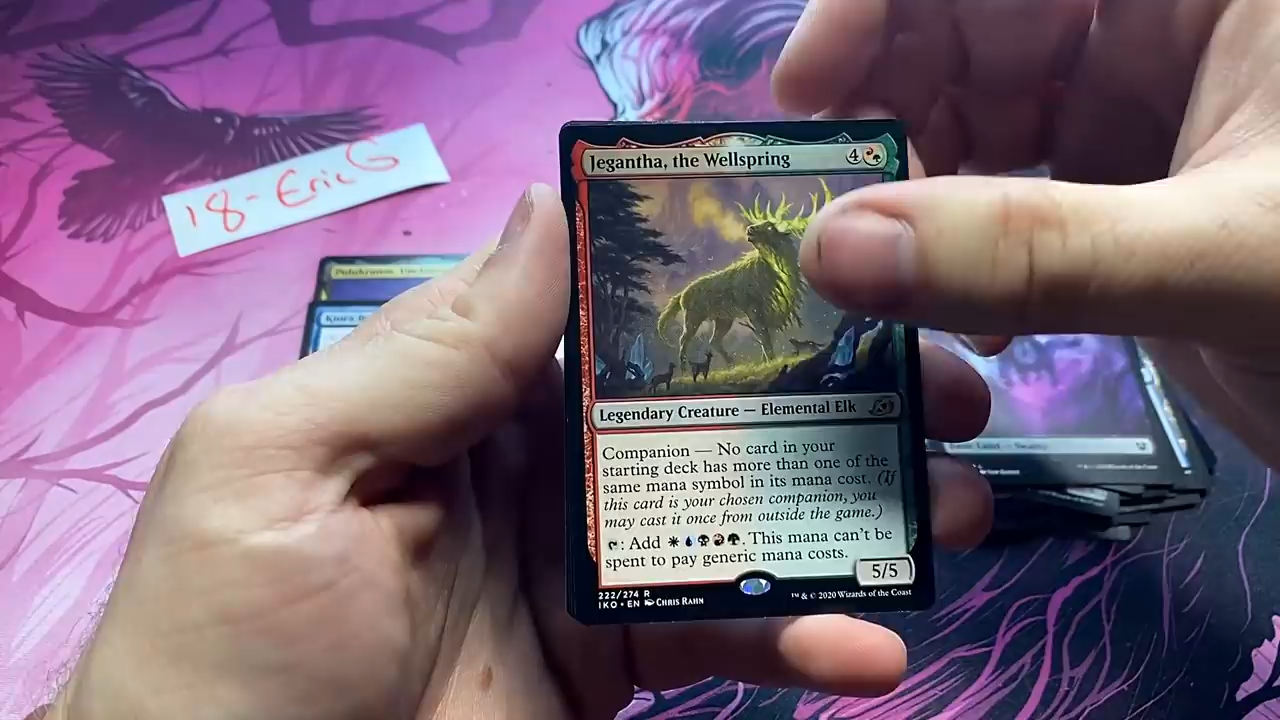 18-Eric G
Jegantha, the Wellspring 4
Legendary Creature — Elemental Elk
Companion — No card in your
starting deck has more than one of the
same mana symbol in its mana cost. (If
this card is your chosen companion, you
may cast it once from outside the game.)
: Add . This mana can't be
spent to pay generic mana costs.
5/5
222/274 R
IKO • EN Chris Rahn
™ & © 2020 Wizards of the Coast